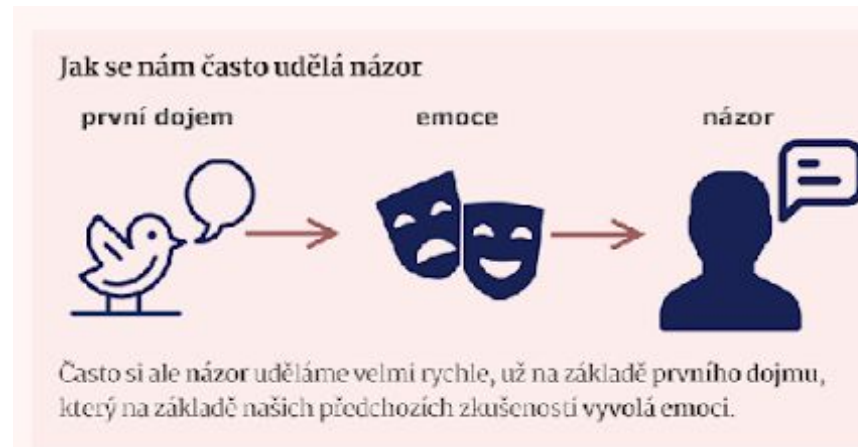 Jak se nám často udělá názor
první dojem
emoce
názor
Často si ale názor uděláme velmi rychle, už na základě prvního dojmu,
který na základě našich předchozích zkušeností vyvolá emoci.